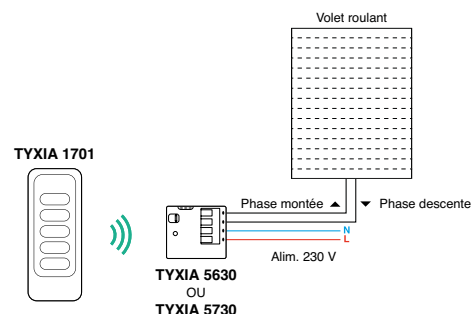 Volet roulant
TYXIA 1701
Phase montée ▲ ▼ Phase descente
N
L
Alim. 230 V
TYXIA 5630
OU
TYXIA 5730